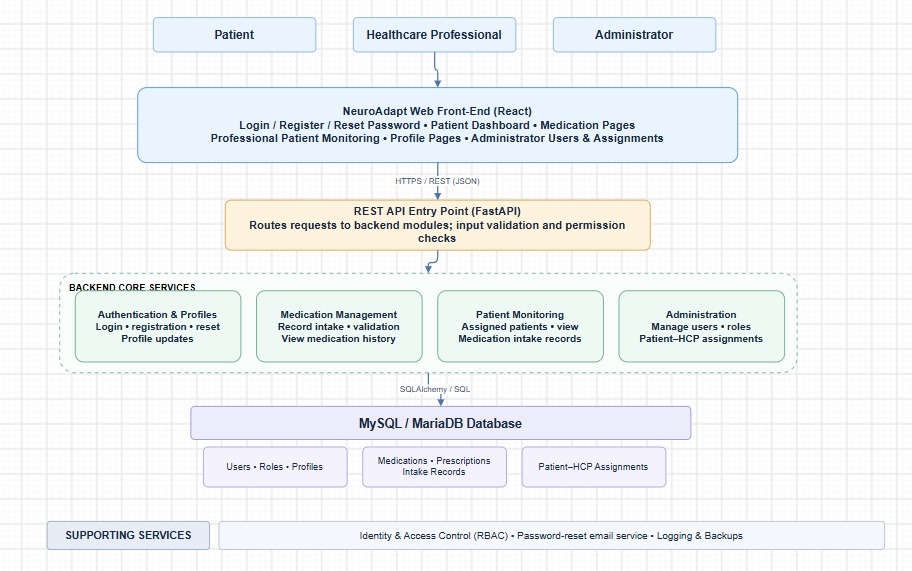 Patient
Healthcare Professional
Administrator
NeuroAdapt Web Front-End (React)
Login / Register / Reset Password • Patient Dashboard • Medication Pages
Professional Patient Monitoring • Profile Pages • Administrator Users & Assignments
HTTPS / REST (JSON)
REST API Entry Point (FastAPI)
Routes requests to backend modules; input validation and permission
checks
BACKEND CORE SERVICES
Authentication & Profiles
Login • registration • reset
Profile updates
Medication Management
Record intake • validation
View medication history
Patient Monitoring
Assigned patients • view
Medication intake records
Administration
Manage users • roles
Patient–HCP assignments
SQLAlchemy / SQL
MySQL / MariaDB Database
Users • Roles • Profiles
Medications • Prescriptions
Intake Records
Patient–HCP Assignments
SUPPORTING SERVICES
Identity & Access Control (RBAC) • Password-reset email service • Logging & Backups